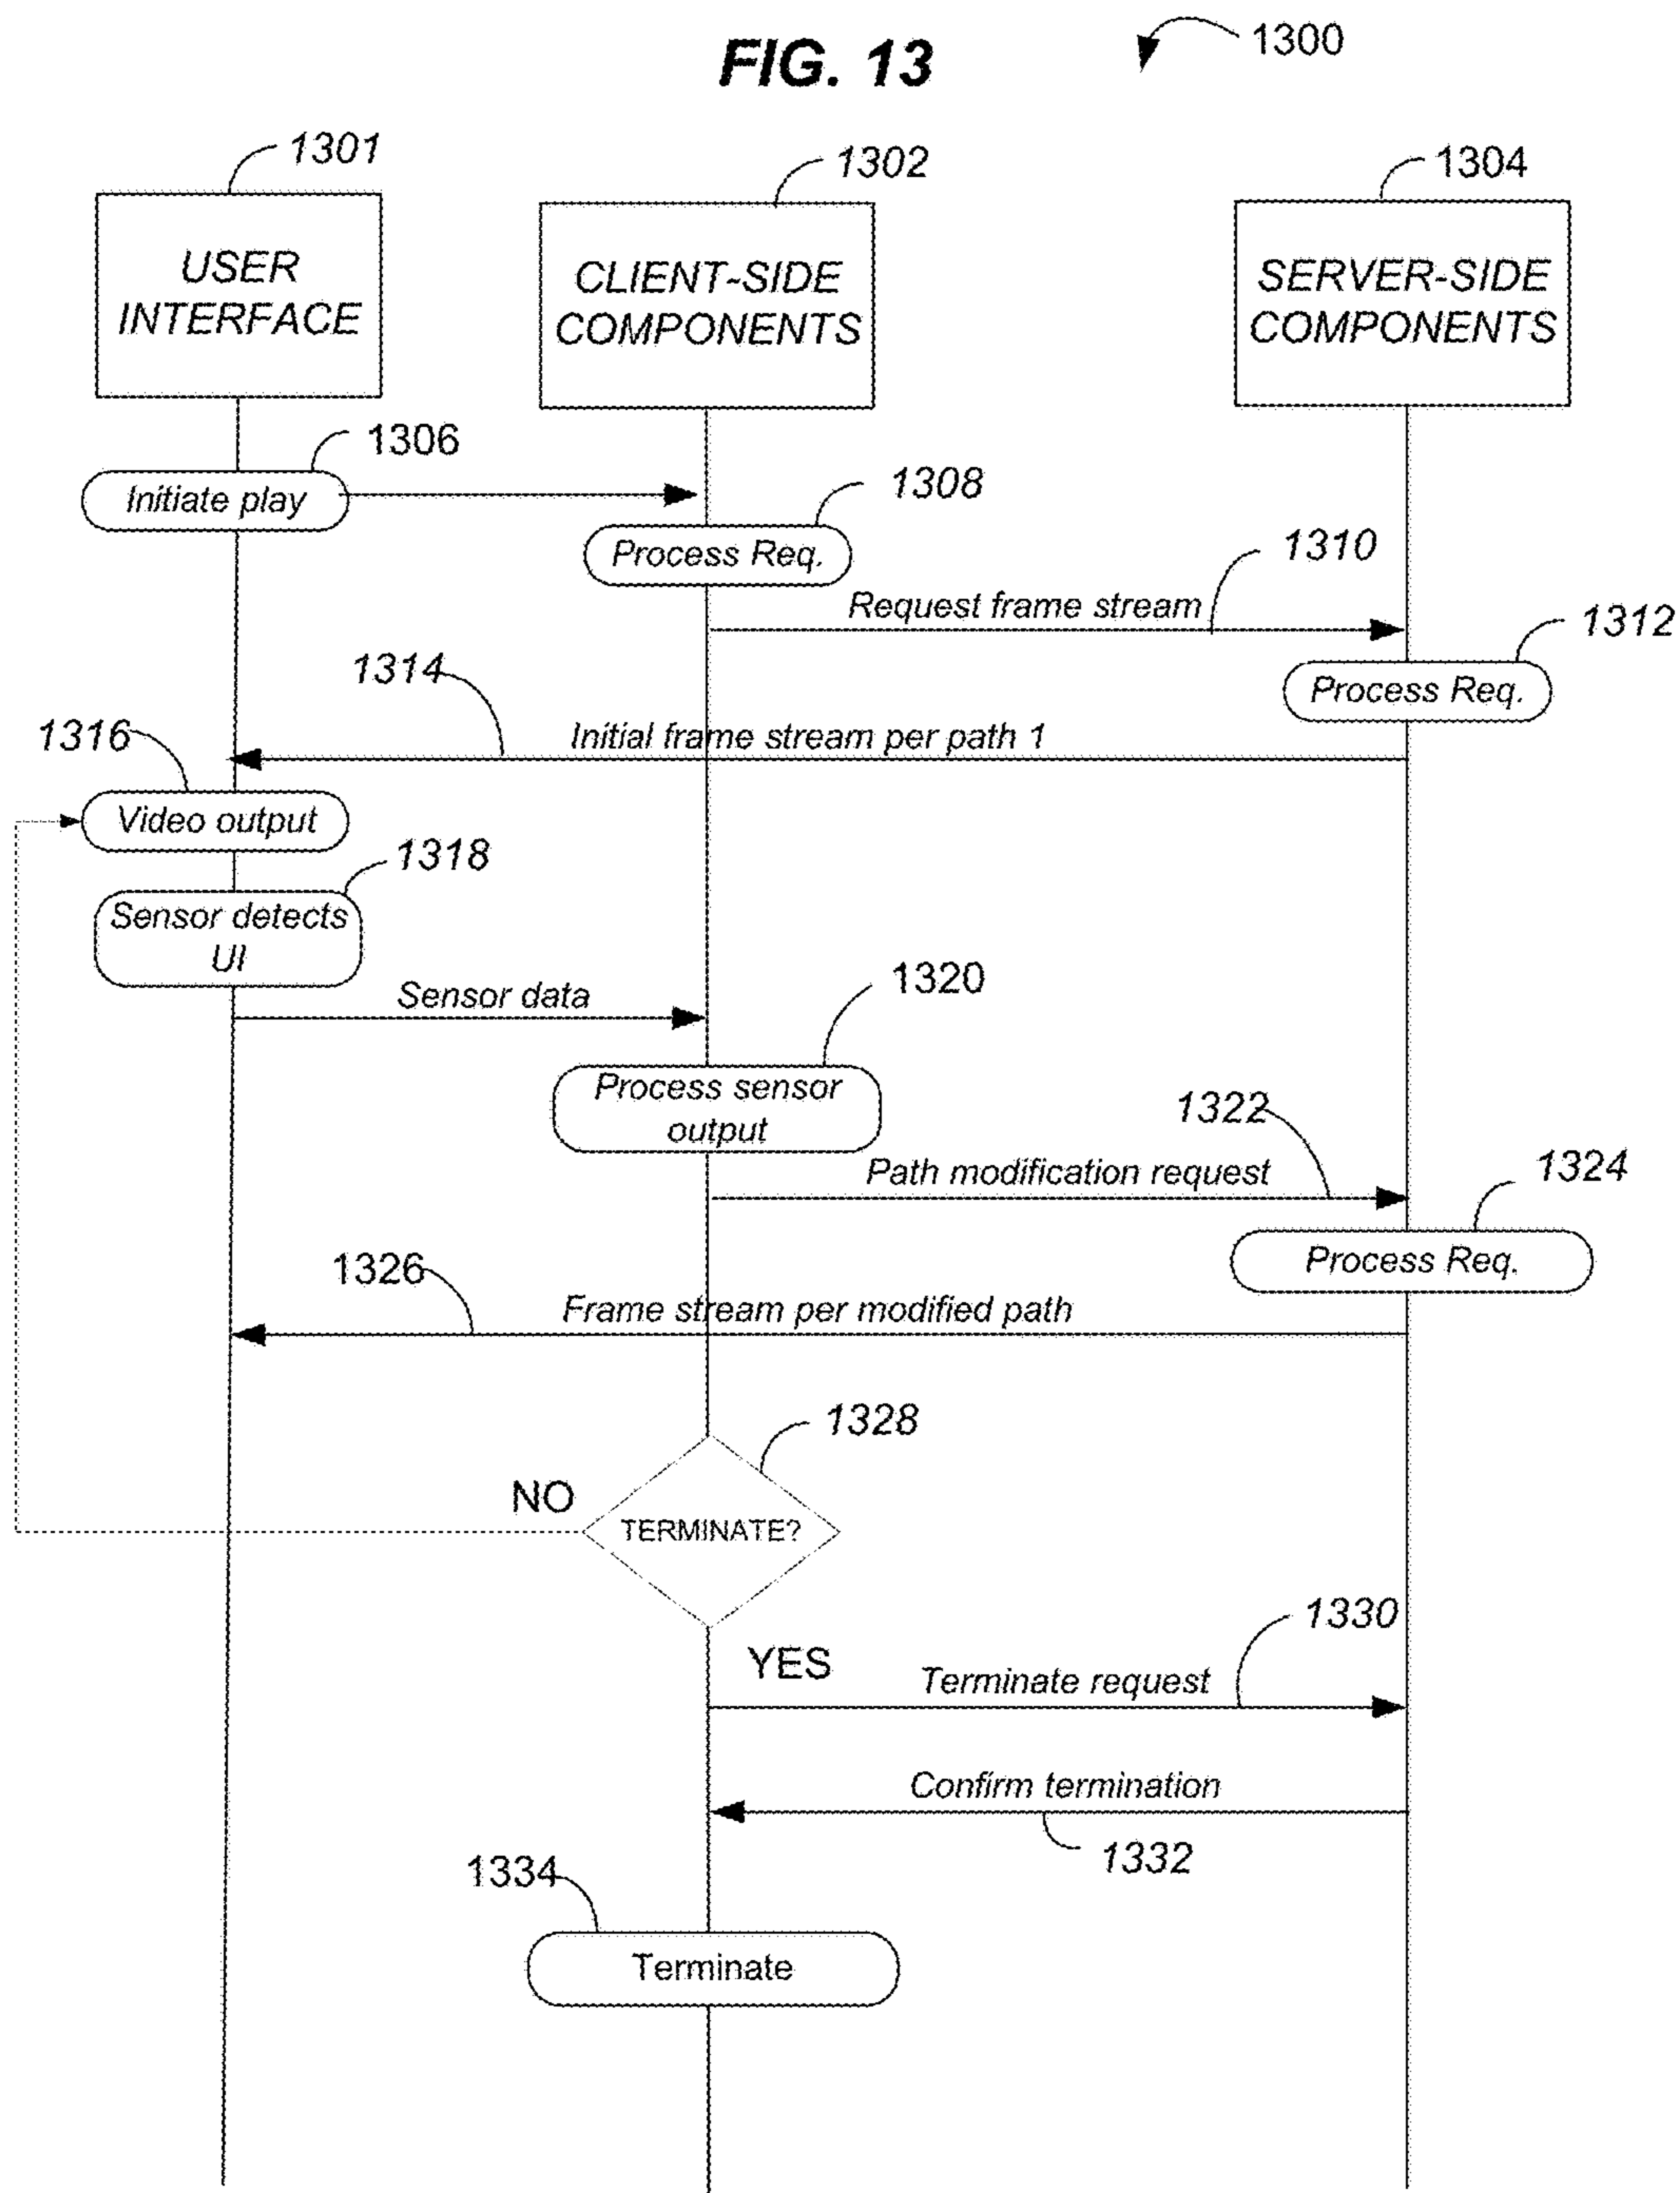 FIG. 13
1300
1301
1302
1304
USER
INTERFACE
CLIENT-SIDE
COMPONENTS
SERVER-SIDE
COMPONENTS
1306
Initiate play
1308
Process Req.
1310
Request frame stream
1312
Process Req.
1314
Initial frame stream per path 1
1316
Video output
1318
Sensor detects
UI
Sensor data
1320
Process sensor
output
1322
Path modification request
1324
Process Req.
1326
Frame stream per modified path
1328
NO
TERMINATE?
1330
YES
Terminate request
Confirm termination
1332
1334
Terminate